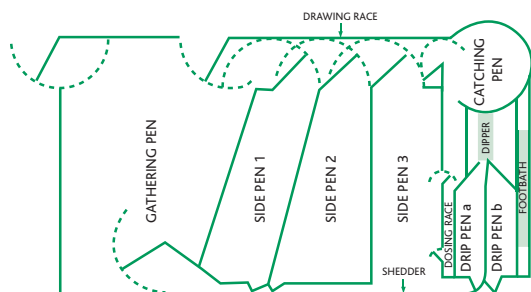 DRAWING RACE
CATCHING
PEN
DIPPER
FOOTBATH
GATHERING PEN
SIDE PEN 1
SIDE PEN 2
SIDE PEN 3
DOSING RACE
DRIP PEN a
DRIP PEN b
SHEDDER